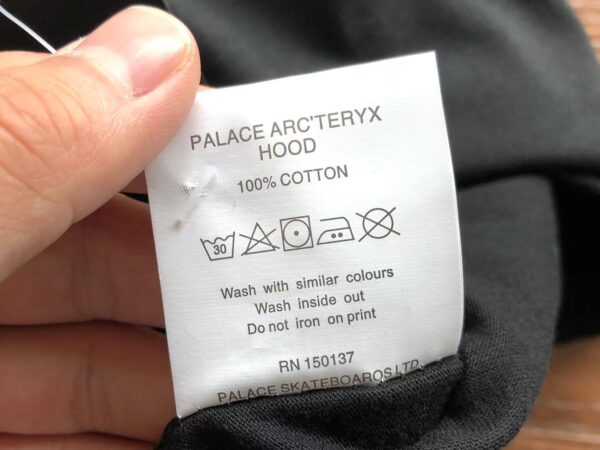 PALACE ARC'TERYX
HOOD
100% COTTON
30
Wash with similar colours
Wash inside out
Do not iron on print
RN 150137
PALACE SKATEBOARDS LTD